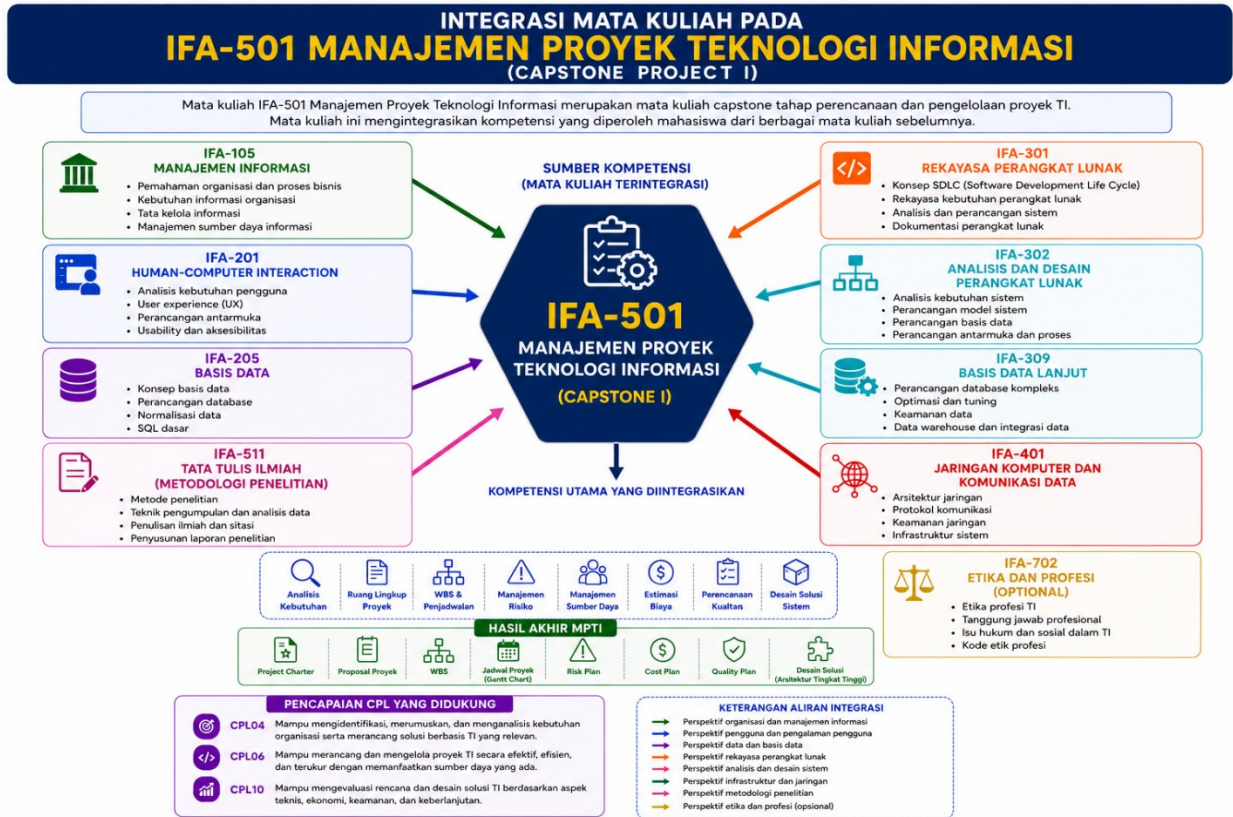 INTEGRASI MATA KULIAH PADA
IFA-501 MANAJEMEN PROYEK TEKNOLOGI INFORMASI
(CAPSTONE PROJECT I)
Mata kuliah IFA-501 Manajemen Proyek Teknologi Informasi merupakan mata kuliah capstone tahap perencanaan dan pengelolaan proyek TI.
Mata kuliah ini mengintegrasikan kompetensi yang diperoleh mahasiswa dari berbagai mata kuliah sebelumnya.
IFA-105
MANAJEMEN INFORMASI
• Pemahaman organisasi dan proses bisnis
• Kebutuhan informasi organisasi
• Tata kelola informasi
• Manajemen sumber daya informasi
IFA-201
HUMAN-COMPUTER INTERACTION
• Analisis kebutuhan pengguna
• User experience (UX)
• Perancangan antarmuka
• Usability dan aksesibilitas
IFA-205
BASIS DATA
• Konsep basis data
• Perancangan database
• Normalisasi data
• SQL dasar
IFA-511
TATA TULIS ILMIAH
(METODOLOGI PENELITIAN)
• Metode penelitian
• Teknik pengumpulan dan analisis data
• Penulisan ilmiah dan sitasi
• Penyusunan laporan penelitian
SUMBER KOMPETENSI
(MATA KULIAH TERINTEGRASI)
IFA-501
MANAJEMEN PROYEK
TEKNOLOGI INFORMASI
(CAPSTONE I)
KOMPETENSI UTAMA YANG DIINTEGRASIKAN
</>
IFA-301
REKAYASA PERANGKAT LUNAK
• Konsep SDLC (Software Development Life Cycle)
• Rekayasa kebutuhan perangkat lunak
• Analisis dan perancangan sistem
• Dokumentasi perangkat lunak
IFA-302
ANALISIS DAN DESAIN
PERANGKAT LUNAK
• Analisis kebutuhan sistem
• Perancangan model sistem
• Perancangan basis data
• Perancangan antarmuka dan proses
IFA-309
BASIS DATA LANJUT
• Perancangan database kompleks
• Optimasi dan tuning
• Keamanan data
• Data warehouse dan integrasi data
IFA-401
JARINGAN KOMPUTER DAN
KOMUNIKASI DATA
• Arsitektur jaringan
• Protokol komunikasi
• Keamanan jaringan
• Infrastruktur sistem
IFA-702
ETIKA DAN PROFESI
(OPTIONAL)
• Etika profesi TI
• Tanggung jawab profesional
• Isu hukum dan sosial dalam TI
• Kode etik profesi
Analisis
Kebutuhan
Ruang Lingkup
Proyek
WBS &
Penjadwalan
Manajemen
Risiko
Manajemen
Sumber Daya
Estimasi
Biaya
Perencanaan
Kualtas
Desain Solusi
Sistem
HASIL AKHIR MPTI
Project Charter
Proposal Proyek
WBS
Jadwal Proyek
(Gantt Chart)
Risk Plan
Cost Plan
Quality Plan
Desain Solusi
(Arsitektur Tingkat Tinggi)
PENCAPAIAN CPL YANG DIDUKUNG
CPL04
Mampu mengidentifikasi, merumuskan, dan menganalisis kebutuhan
organisasi serta merancang solusi berbasis TI yang relevan.
</>
CPL06
Mampu merancang dan mengelola proyek TI secara efektif, efisien,
dan terukur dengan memanfaatkan sumber daya yang ada.
CPL10
Mampu mengevaluasi rencana dan desain solusi TI berdasarkan aspek
teknis, ekonomi, keamanan, dan keberlanjutan.
KETERANGAN ALIRAN INTEGRASI
Perspektif organisasi dan manajemen informasi
Perspektif pengguna dan pengalaman pengguna
Perspektif data dan basis data
Perspektif rekayasa perangkat lunak
Perspektif analisis dan desain sistem
Perspektif infrastruktur dan jaringan
Perspektif metodologi penelitian
Perspektif etika dan profesi (opsional)